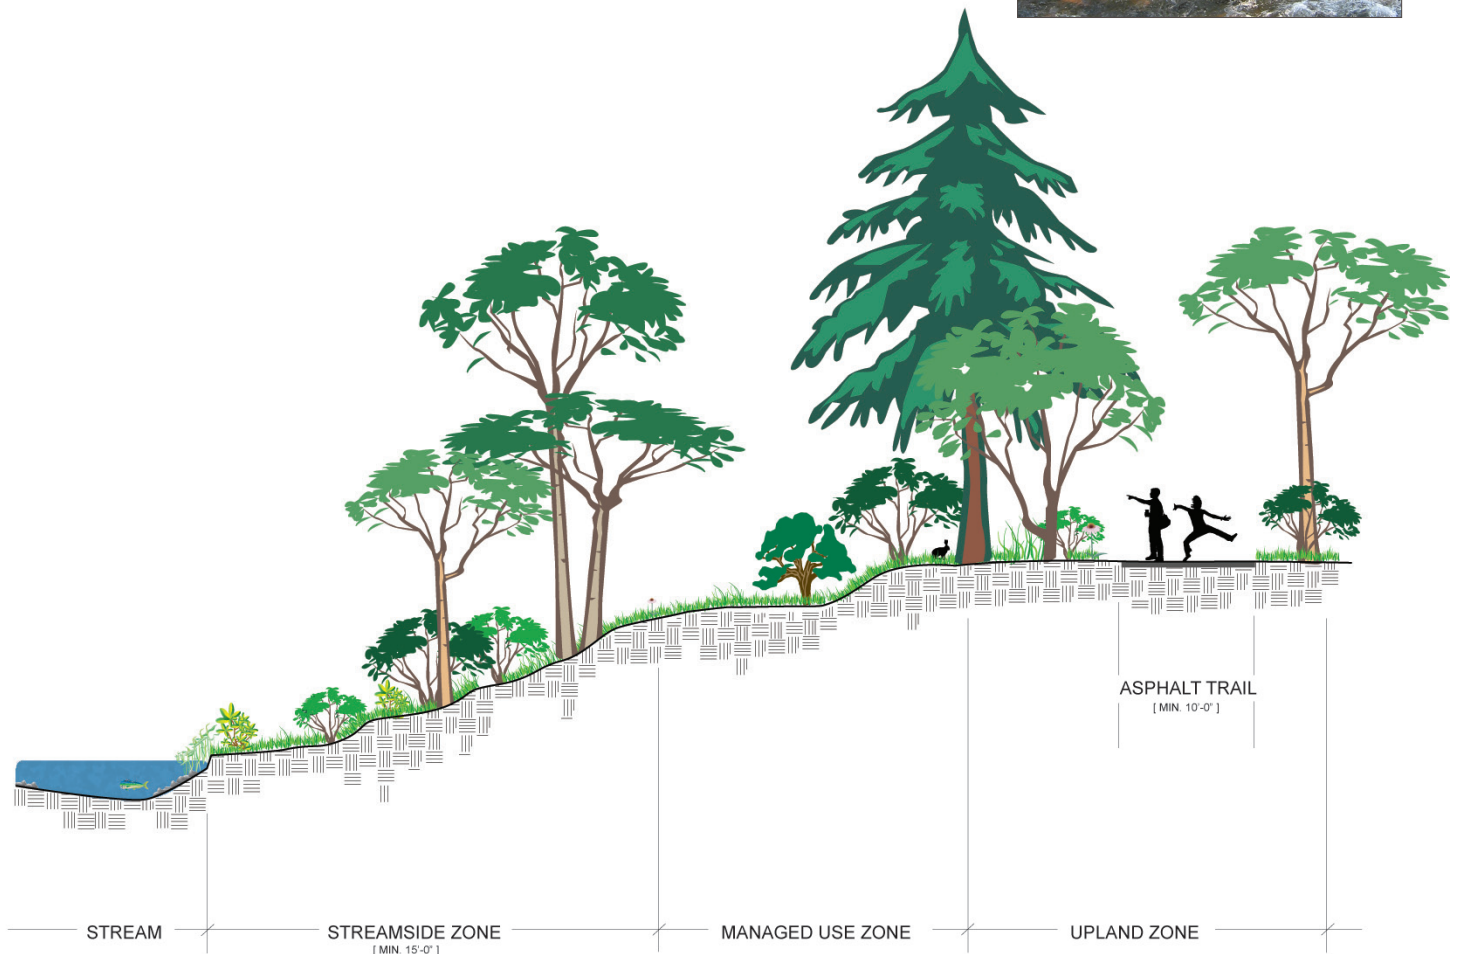 ASPHALT TRAIL
[ MIN. 10'-0" ]
STREAM
STREAMSIDE ZONE
[ MIN. 15'-0" ]
MANAGED USE ZONE
UPLAND ZONE